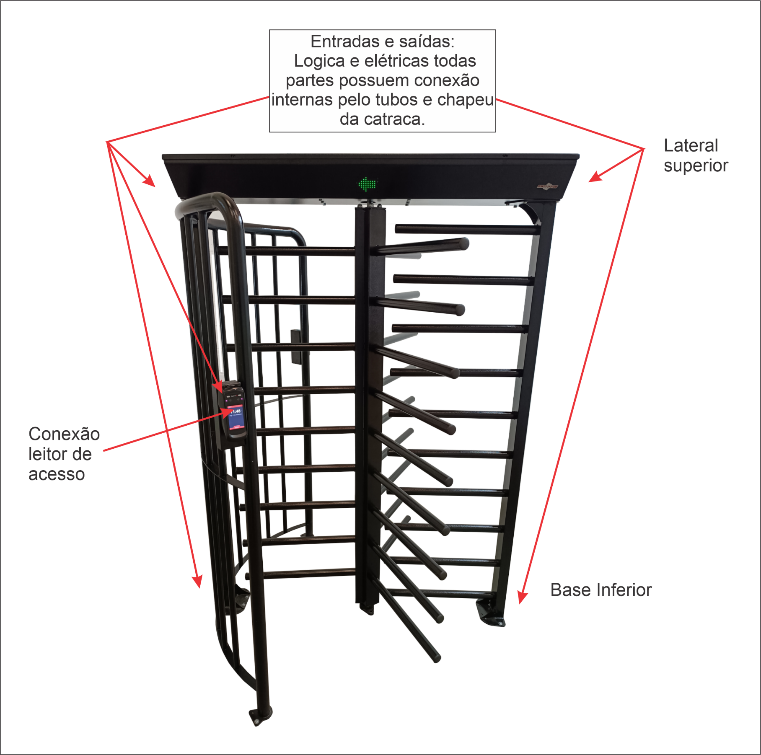 Entradas e saídas:
Logica e elétricas todas
partes possuem conexão
internas pelo tubos e chapeu
da catraca.
Lateral
superior
Conexão
leitor de
acesso
Base Inferior